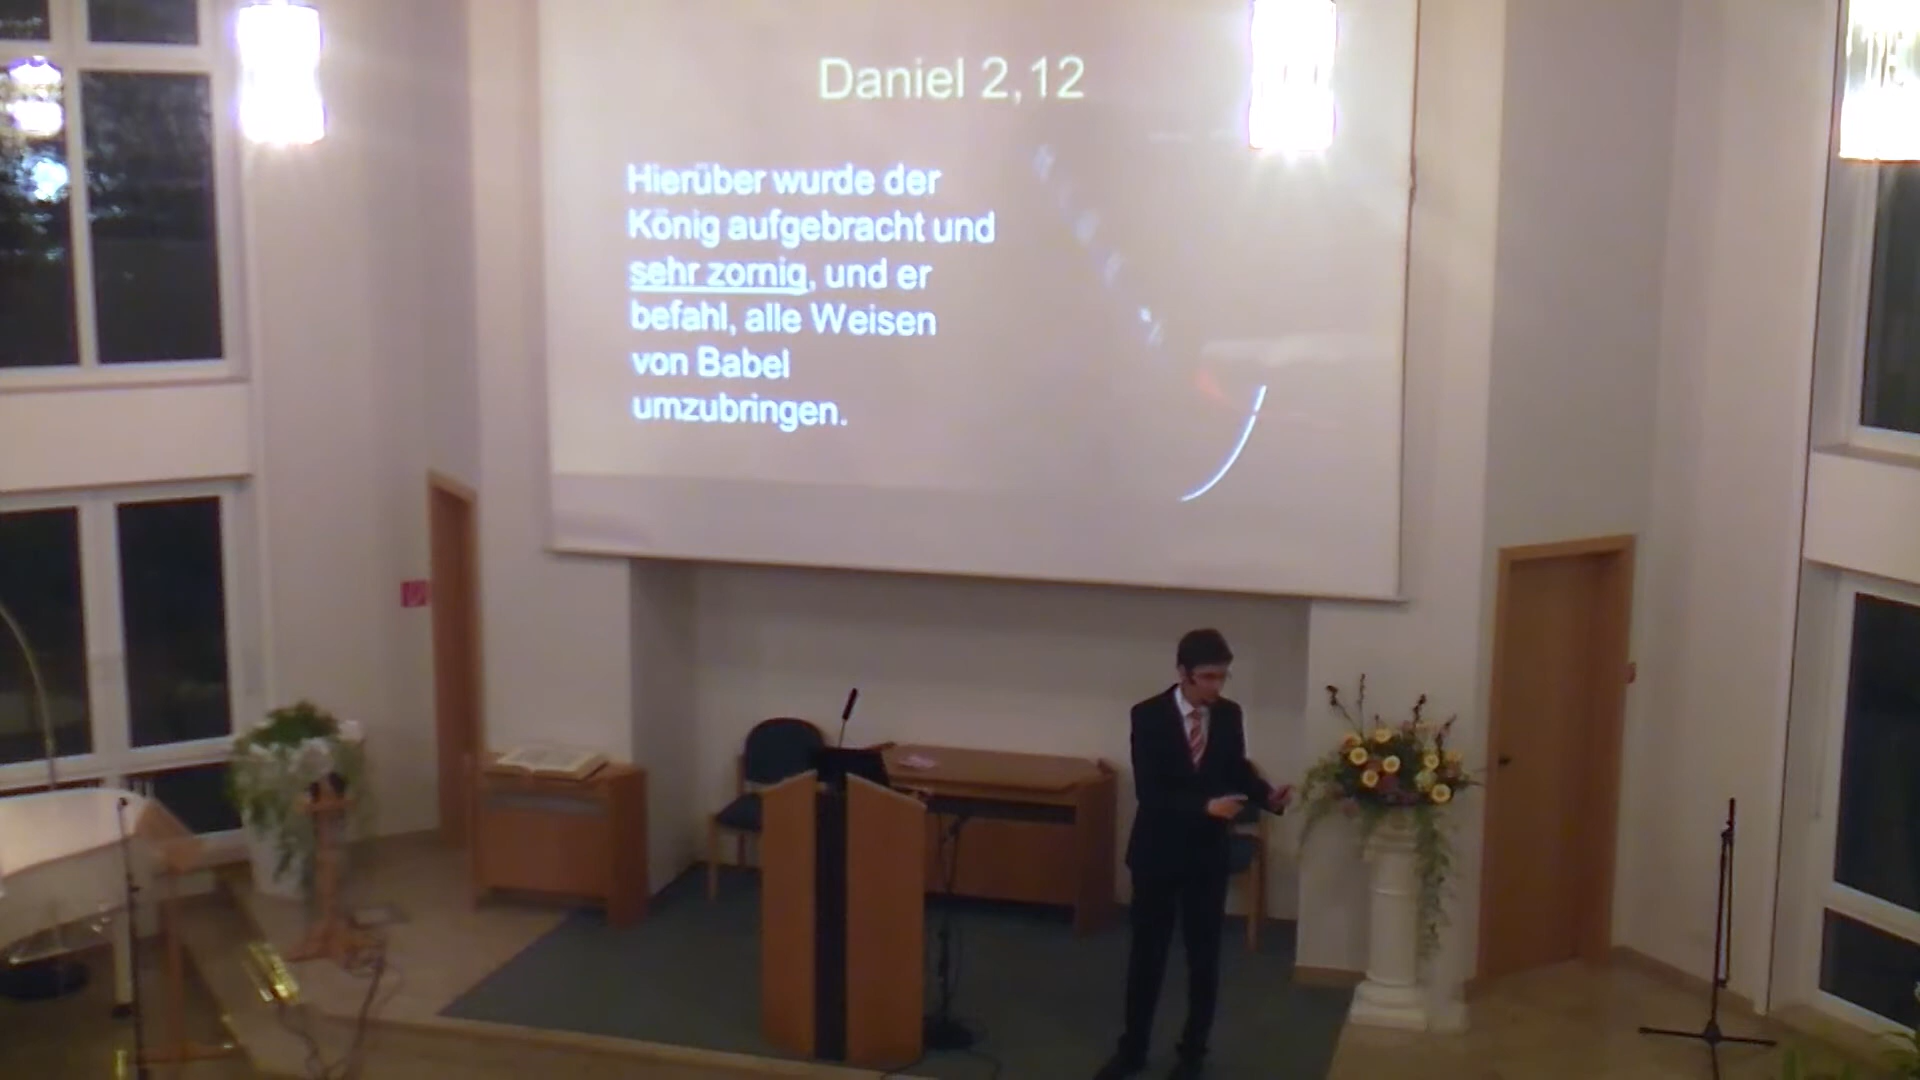 Daniel 2,12
Hierüber wurde der
König aufgebracht und
sehr zornig, und er
befahl, alle Weisen
von Babel
umzubringen.